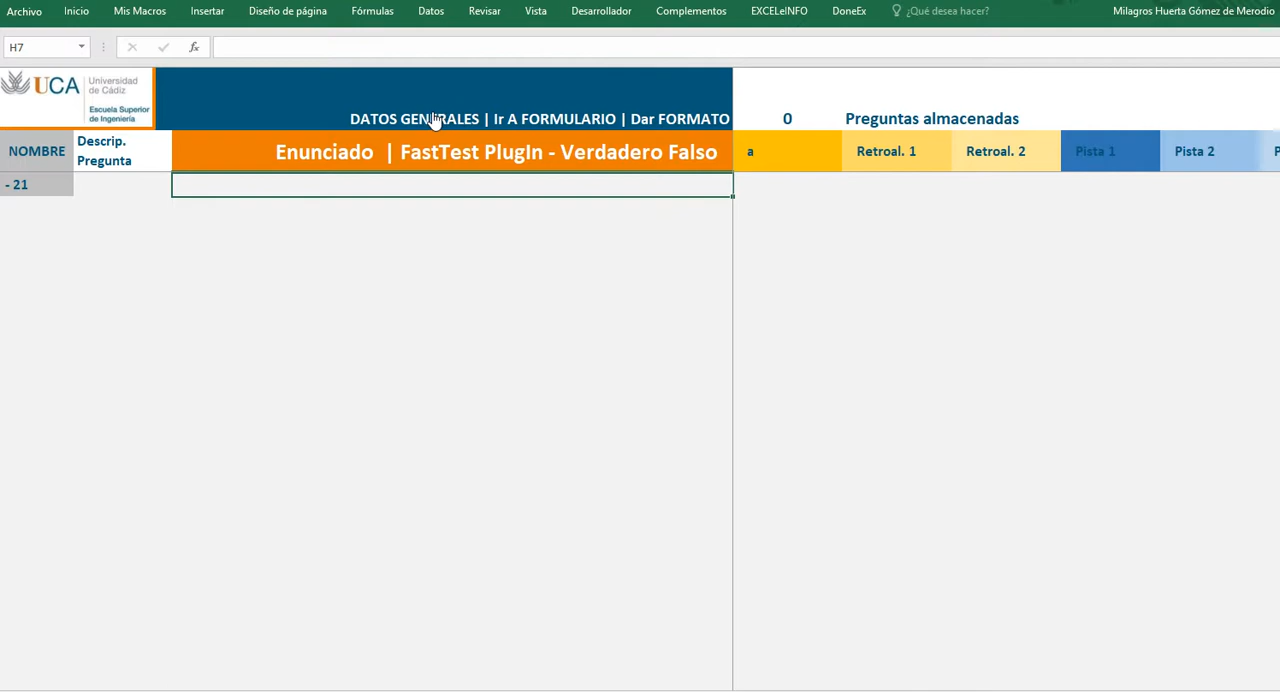 Archivo Inicio Mis Macros Insertar Diseño de página Fórmulas Datos Revisar Vista Desarrollador Complementos EXCELeINFO DoneEx ¿Qué desea hacer? Milagros Huerta Gómez de Merodio
H7 fx
UCA Universidad de Cádiz
Escuela Superior de Ingeniería
DATOS GENERALES | Ir A FORMULARIO | Dar FORMATO 0 Preguntas almacenadas
NOMBRE Descrip. Pregunta Enunciado | FastTest PlugIn - Verdadero Falso a Retroal. 1 Retroal. 2 Pista 1 Pista 2 P
- 21